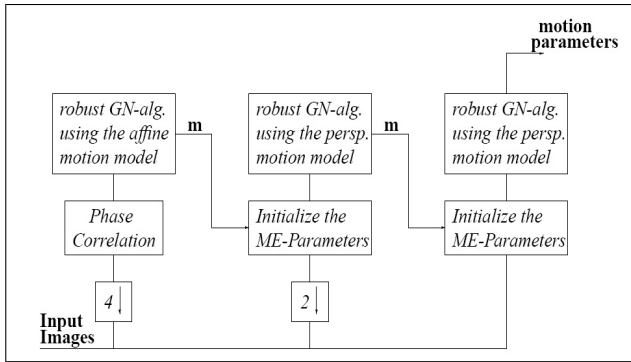 motion
parameters
robust GN-alg.
using the affine
motion model
m
robust GN-alg.
using the persp.
motion model
m
robust GN-alg.
using the persp.
motion model
Phase
Correlation
Initialize the
ME-Parameters
Initialize the
ME-Parameters
4
2
Input
Images